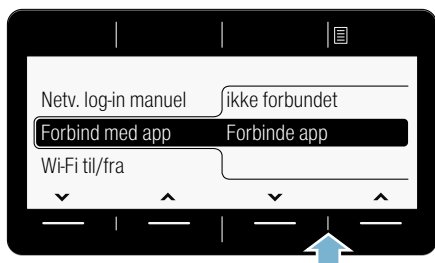 Netv. log-in manuel ikke forbundet
Forbind med app Forbinde app
Wi-Fi til/fra